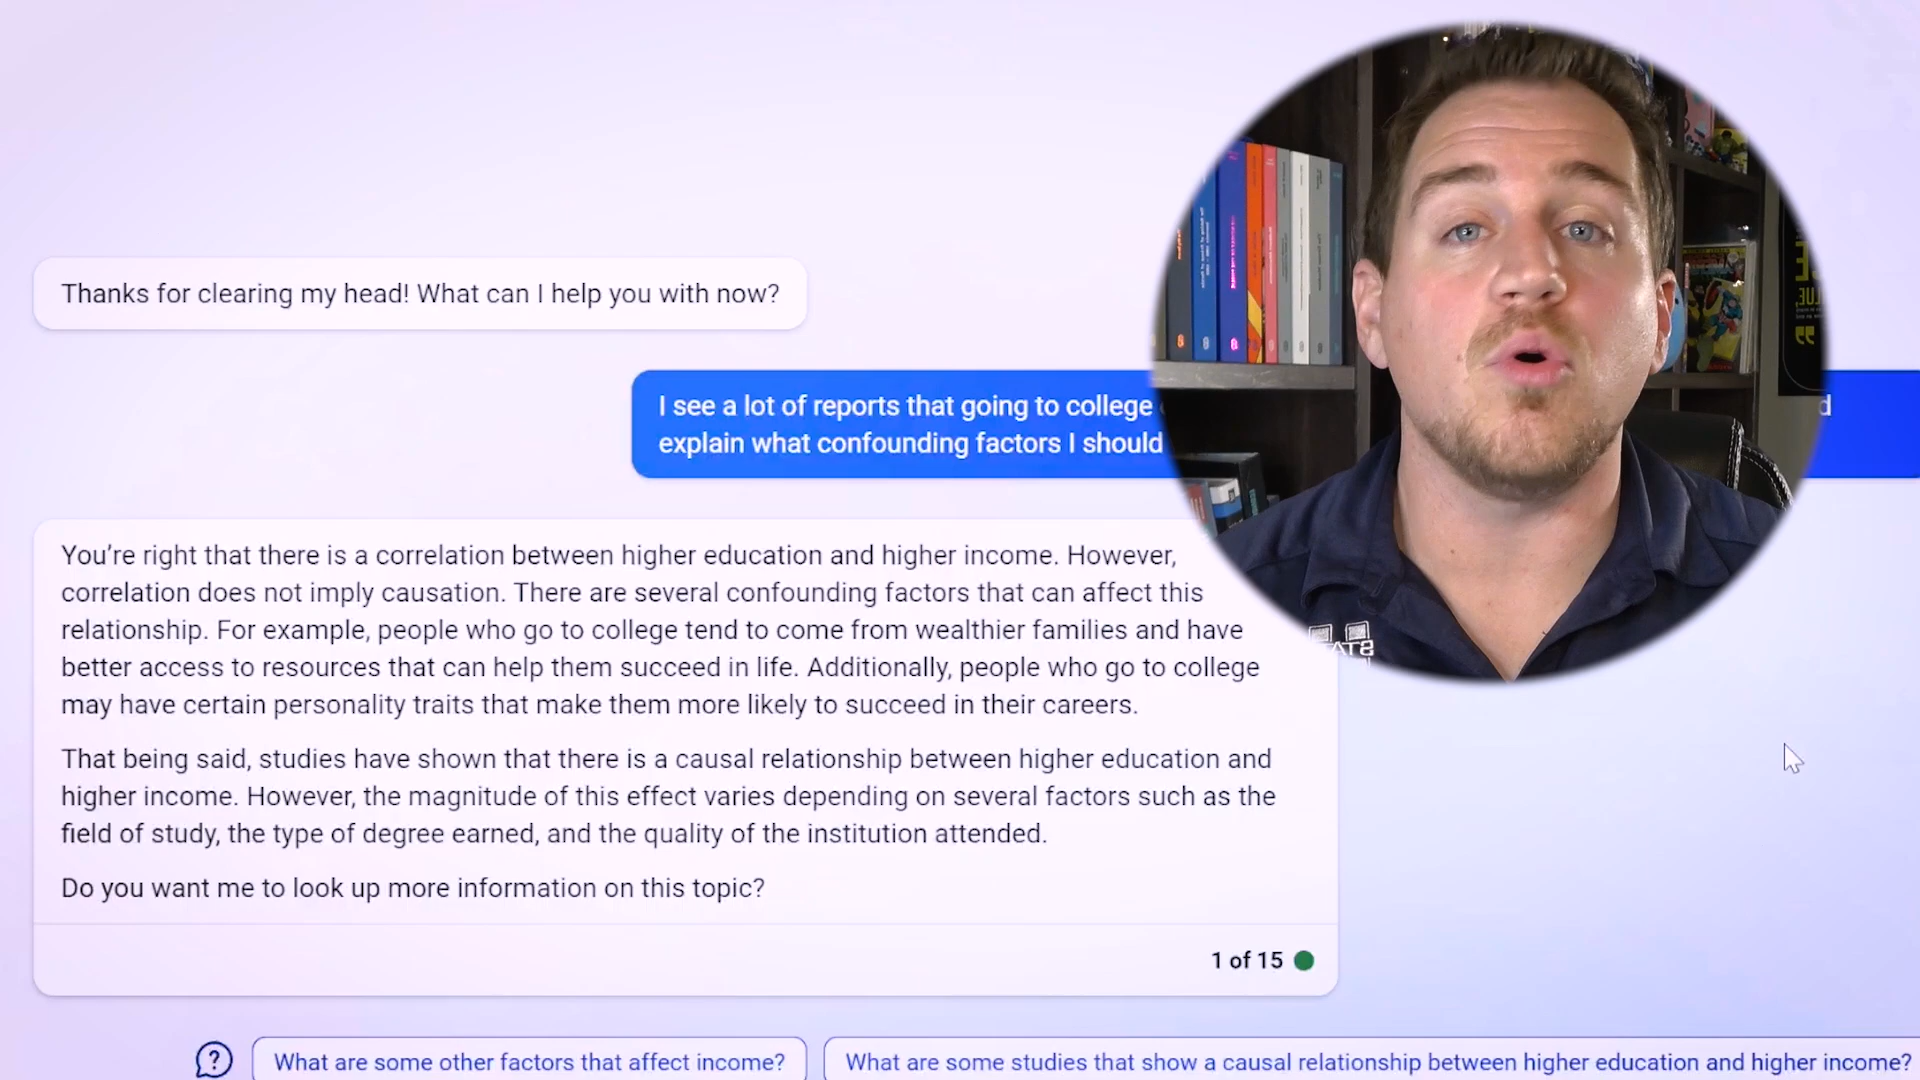 Thanks for clearing my head! What can I help you with now?
I see a lot of reports that going to college
d
explain what confounding factors I should
You’re right that there is a correlation between higher education and higher income. However,
correlation does not imply causation. There are several confounding factors that can affect this
relationship. For example, people who go to college tend to come from wealthier families and have
better access to resources that can help them succeed in life. Additionally, people who go to college
may have certain personality traits that make them more likely to succeed in their careers.
That being said, studies have shown that there is a causal relationship between higher education and
higher income. However, the magnitude of this effect varies depending on several factors such as the
field of study, the type of degree earned, and the quality of the institution attended.
Do you want me to look up more information on this topic?
1 of 15
What are some other factors that affect income?
What are some studies that show a causal relationship between higher education and higher income?